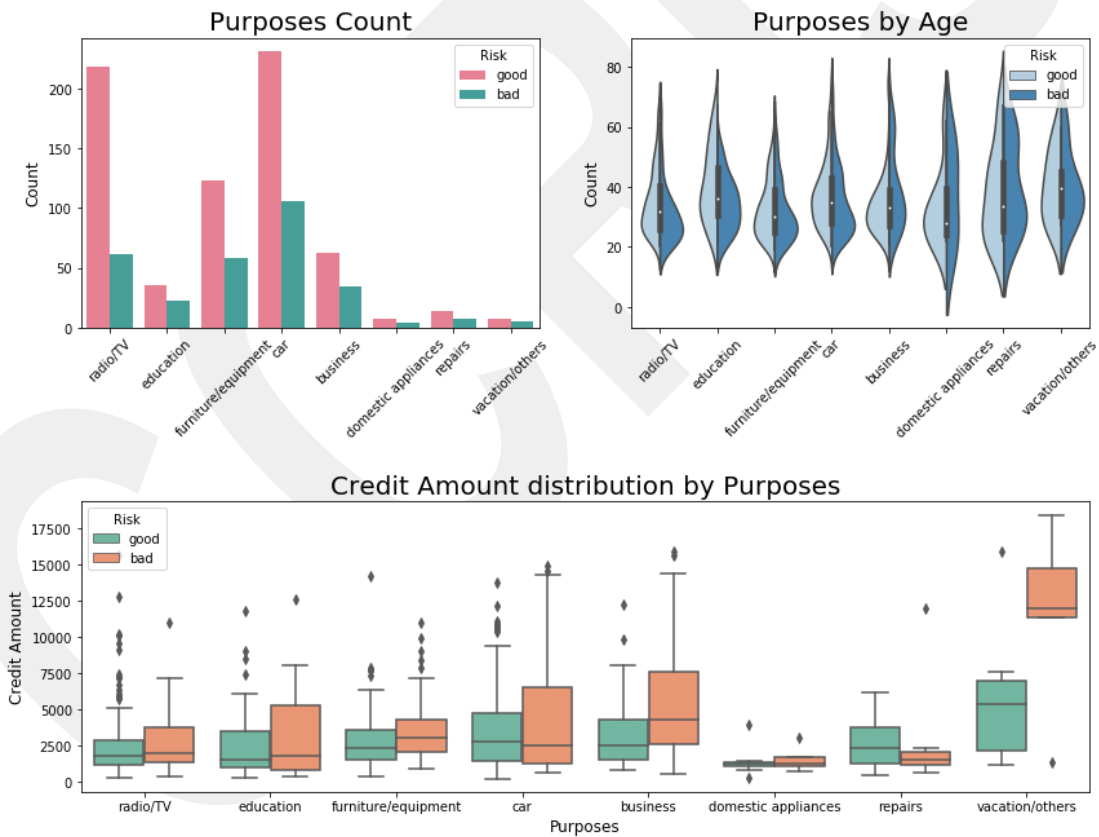 Purposes Count
Count
200
150
100
50
0
Risk
good
bad
radio/TV
education
furniture/equipment
car
business
domestic appliances
repairs
vacation/others
Purposes by Age
Count
80
60
40
20
0
Risk
good
bad
radio/TV
education
furniture/equipment
car
business
domestic appliances
repairs
vacation/others
Credit Amount distribution by Purposes
Credit Amount
17500
15000
12500
10000
7500
5000
2500
0
Risk
good
bad
radio/TV
education
furniture/equipment
car
business
domestic appliances
repairs
vacation/others
Purposes